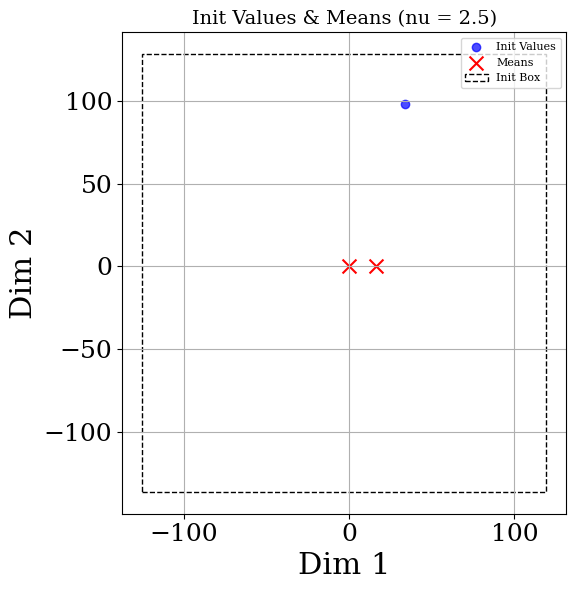 Init Values & Means (nu = 2.5)
Init Values
Means
Init Box
Dim 2
100
50
0
−50
−100
−100 0 100
Dim 1